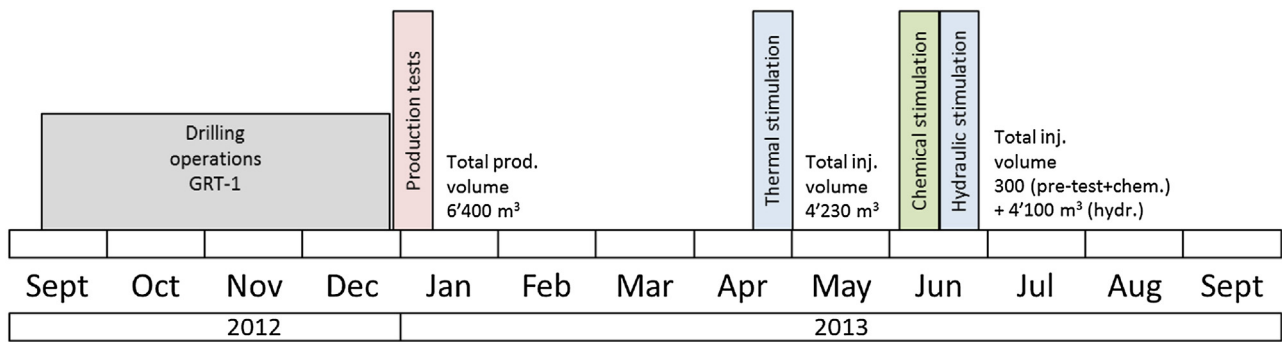 Drilling
operations
GRT-1
Production tests
Total prod.
volume
6’400 m³
Thermal stimulation
Total inj.
volume
4’230 m³
Chemical stimulation
Hydraulic stimulation
Total inj.
volume
300 (pre-test+chem.)
+ 4’100 m³ (hydr.)
Sept Oct Nov Dec Jan Feb Mar Apr May Jun Jul Aug Sept
2012 2013